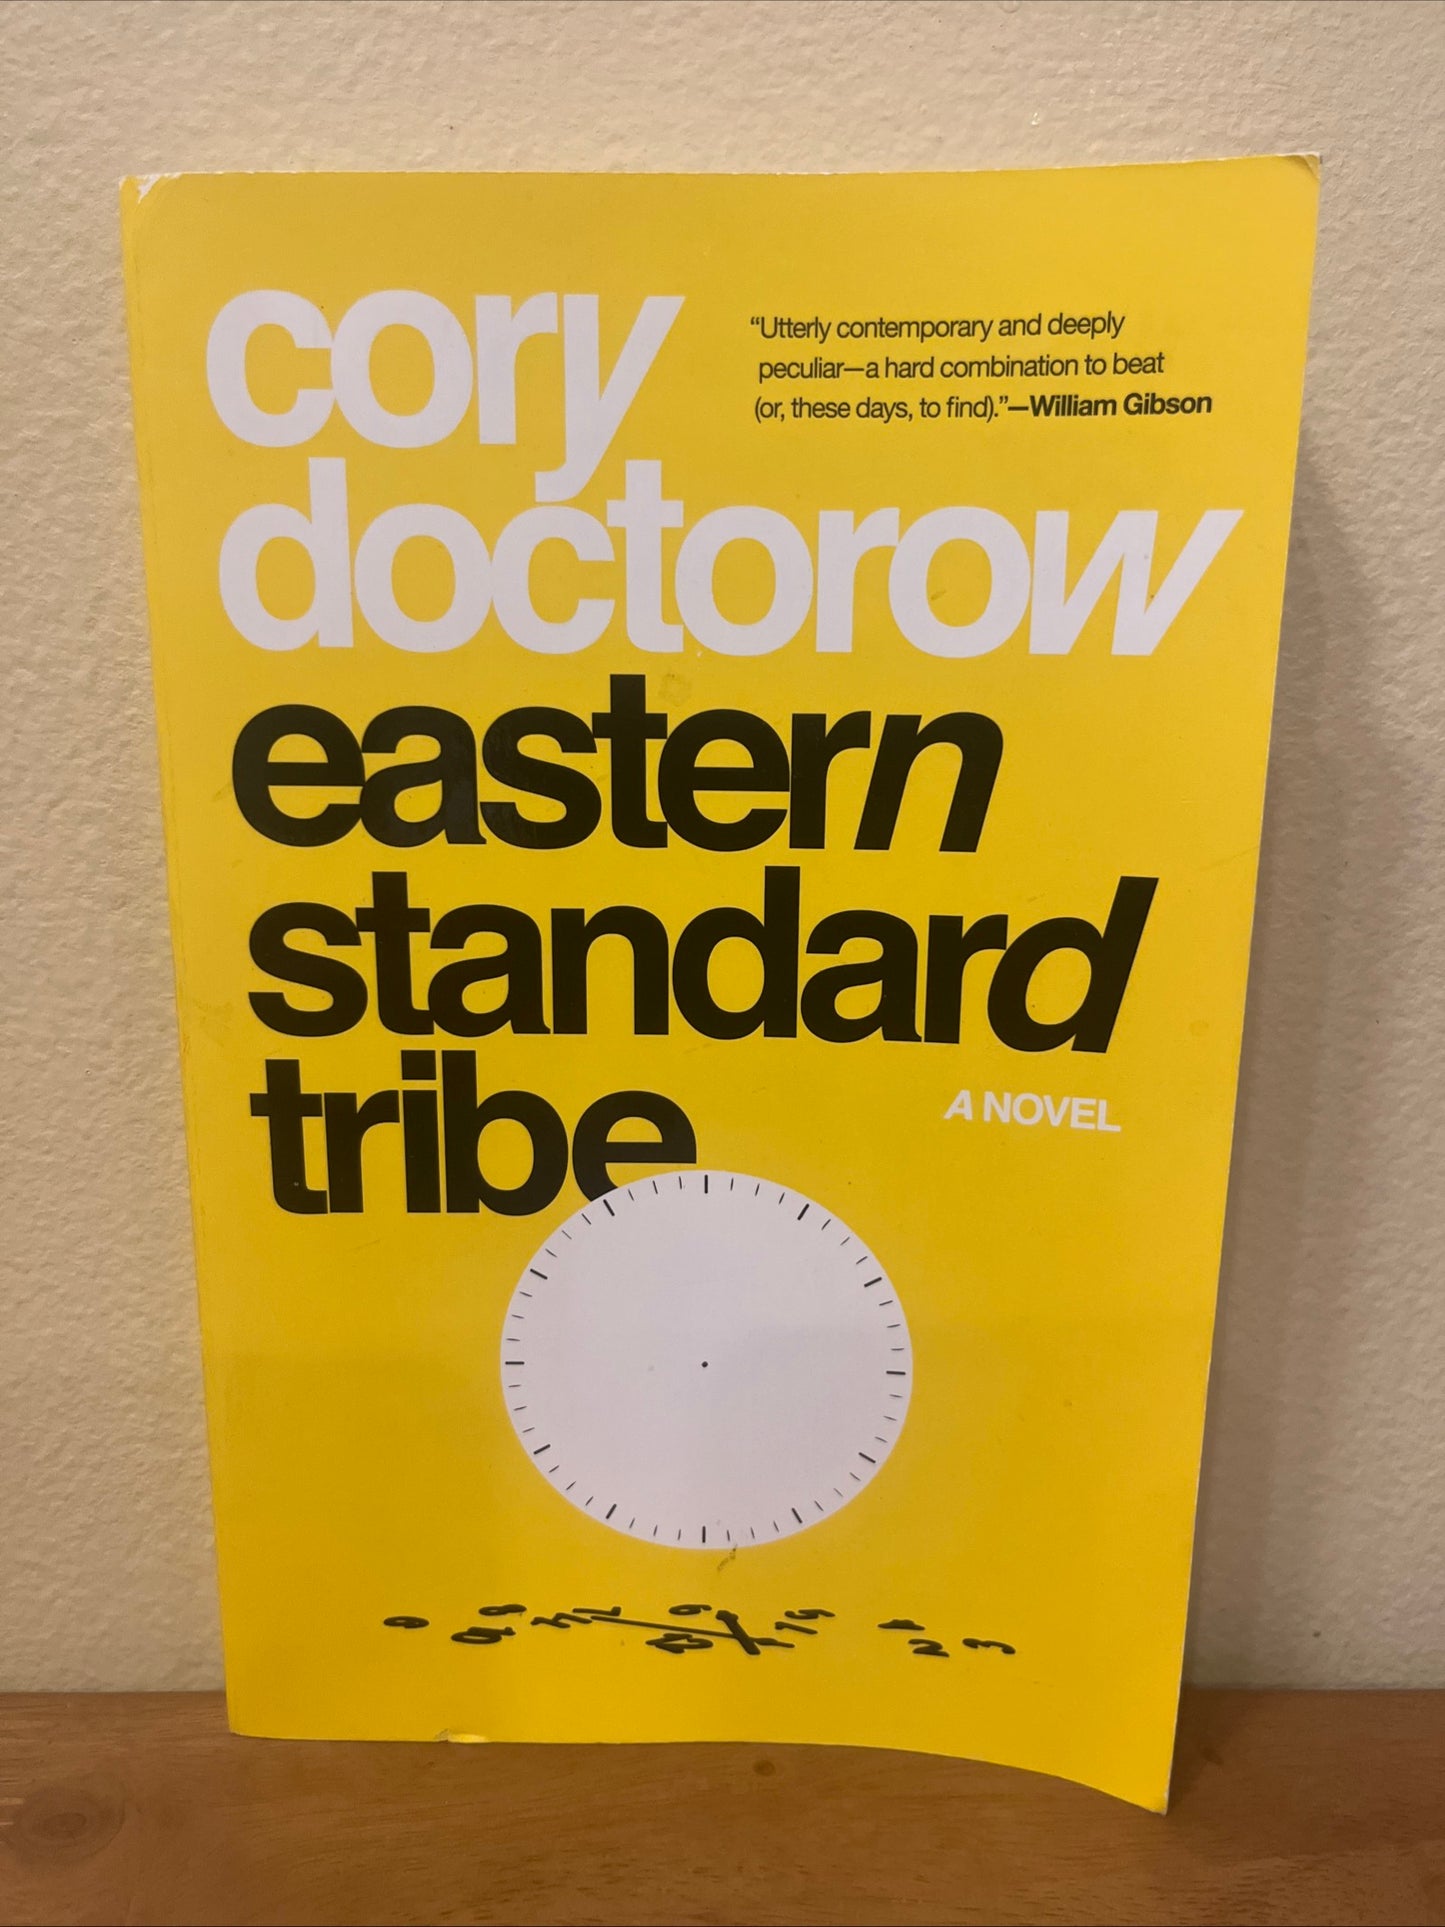 cory
doctorow
“Utterly contemporary and deeply
peculiar—a hard combination to beat
(or, these days, to find).”—William Gibson
eastern
standard
tribe
A NOVEL